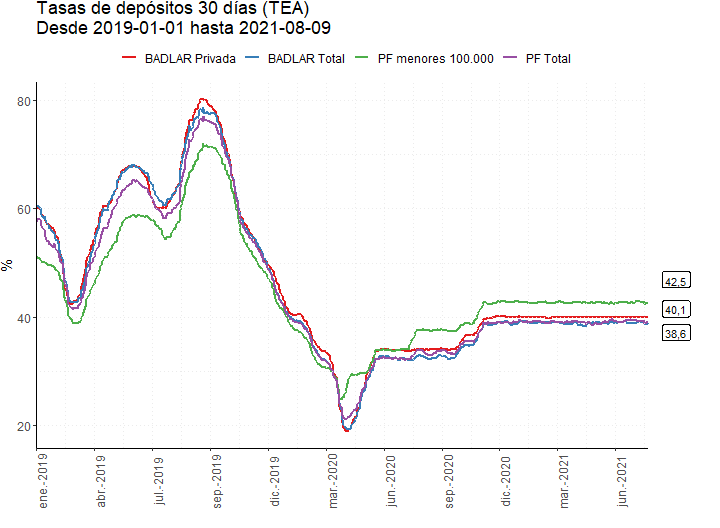 Tasas de depósitos 30 días (TEA)
Desde 2019-01-01 hasta 2021-08-09
BADLAR Privada BADLAR Total PF menores 100.000 PF Total
%
80
60
40
20
42,5
40,1
38,6
ene.-2019
abr.-2019
jul.-2019
sep.-2019
dic.-2019
mar.-2020
jun.-2020
sep.-2020
dic.-2020
mar.-2021
jun.-2021